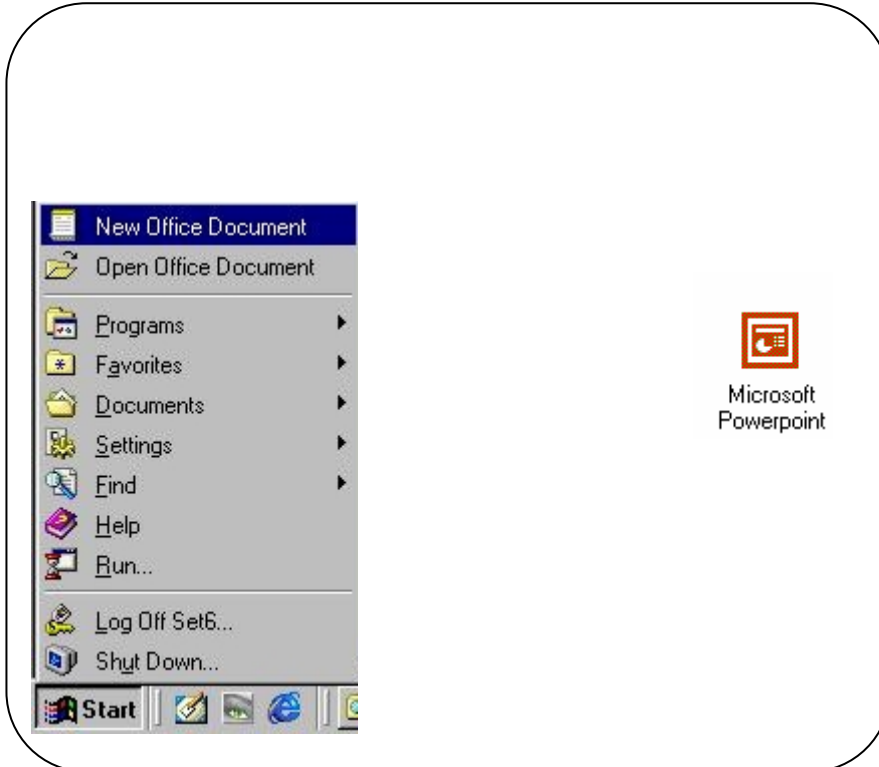 New Office Document
Open Office Document
Programs
Favorites
Documents
Settings
Find
Help
Run...
Log Off Set6...
Shut Down...
Start
Microsoft
Powerpoint